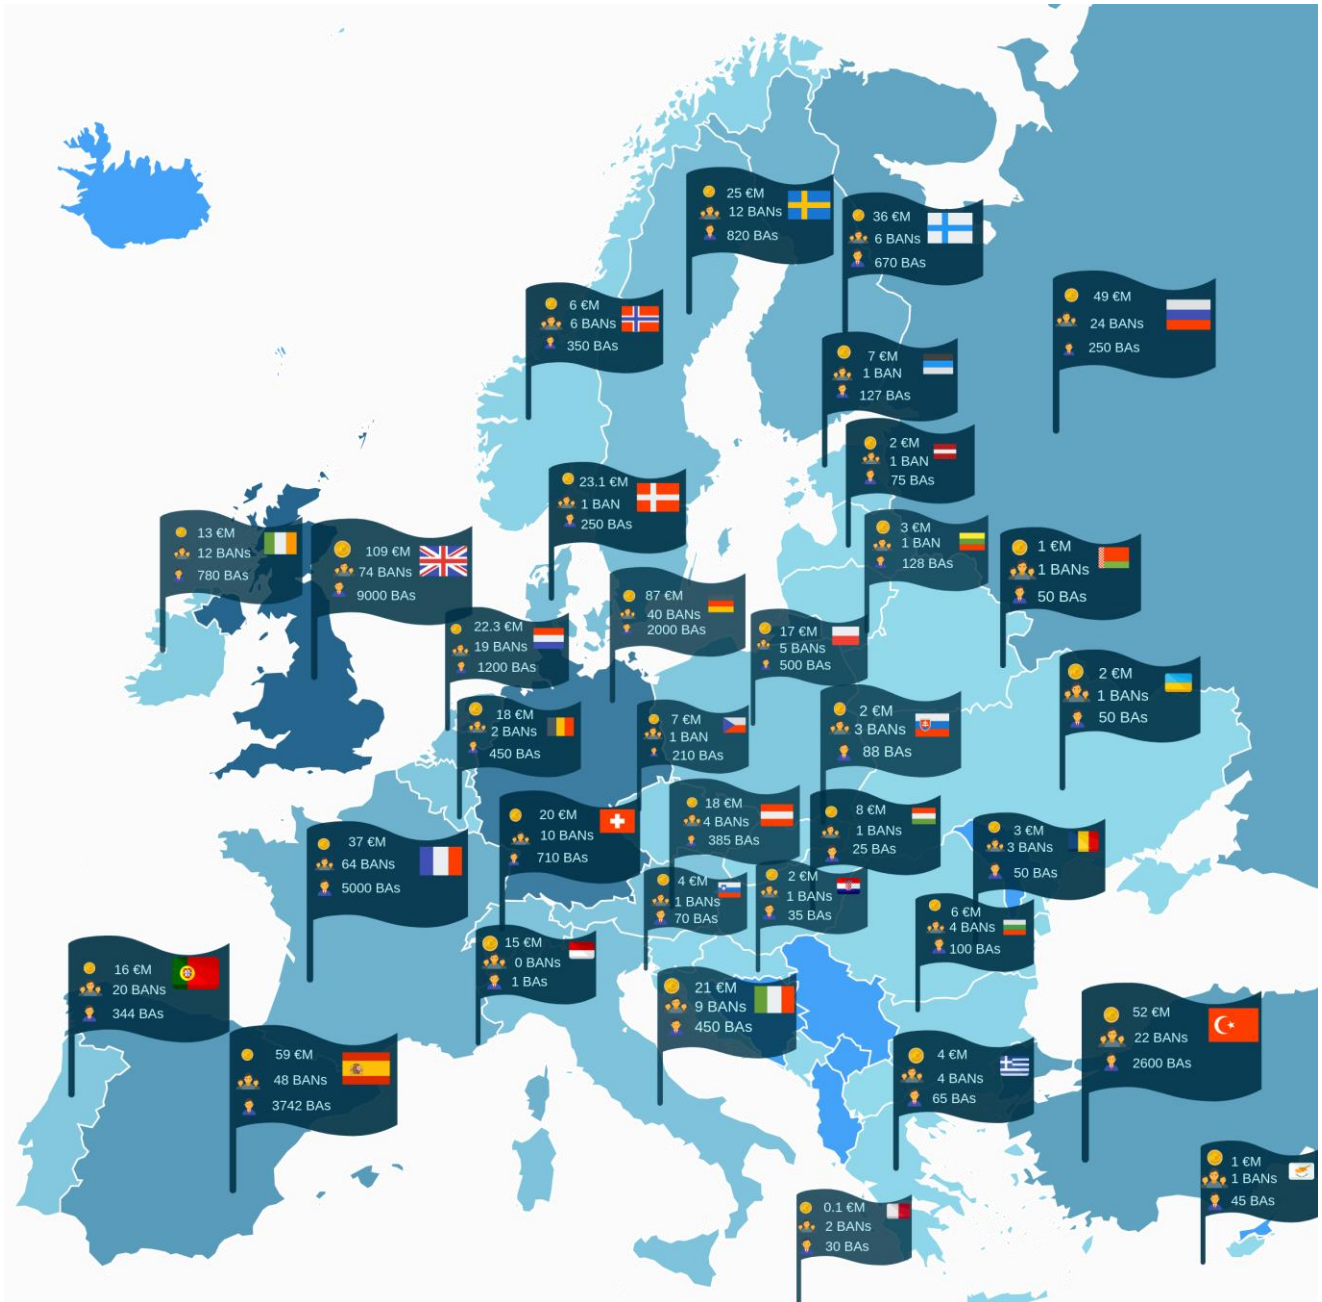 25 €M
12 BANs
820 BAs
36 €M
6 BANs
670 BAs
49 €M
24 BANs
250 BAs
6 €M
6 BANs
350 BAs
7 €M
1 BAN
127 BAs
2 €M
1 BAN
75 BAs
23.1 €M
1 BAN
250 BAs
13 €M
12 BANs
780 BAs
109 €M
74 BANs
9000 BAs
3 €M
1 BAN
128 BAs
1 €M
1 BANs
50 BAs
87 €M
40 BANs
2000 BAs
22.3 €M
19 BANs
1200 BAs
17 €M
5 BANs
500 BAs
2 €M
1 BANs
50 BAs
18 €M
2 BANs
450 BAs
7 €M
1 BAN
210 BAs
2 €M
3 BANs
88 BAs
20 €M
10 BANs
710 BAs
18 €M
4 BANs
385 BAs
8 €M
1 BANs
25 BAs
3 €M
3 BANs
50 BAs
37 €M
64 BANs
5000 BAs
4 €M
1 BANs
70 BAs
2 €M
1 BANs
35 BAs
6 €M
4 BANs
100 BAs
15 €M
0 BANs
1 BAs
16 €M
20 BANs
344 BAs
21 €M
9 BANs
450 BAs
52 €M
22 BANs
2600 BAs
59 €M
48 BANs
3742 BAs
4 €M
4 BANs
65 BAs
1 €M
1 BANs
45 BAs
0.1 €M
2 BANs
30 BAs